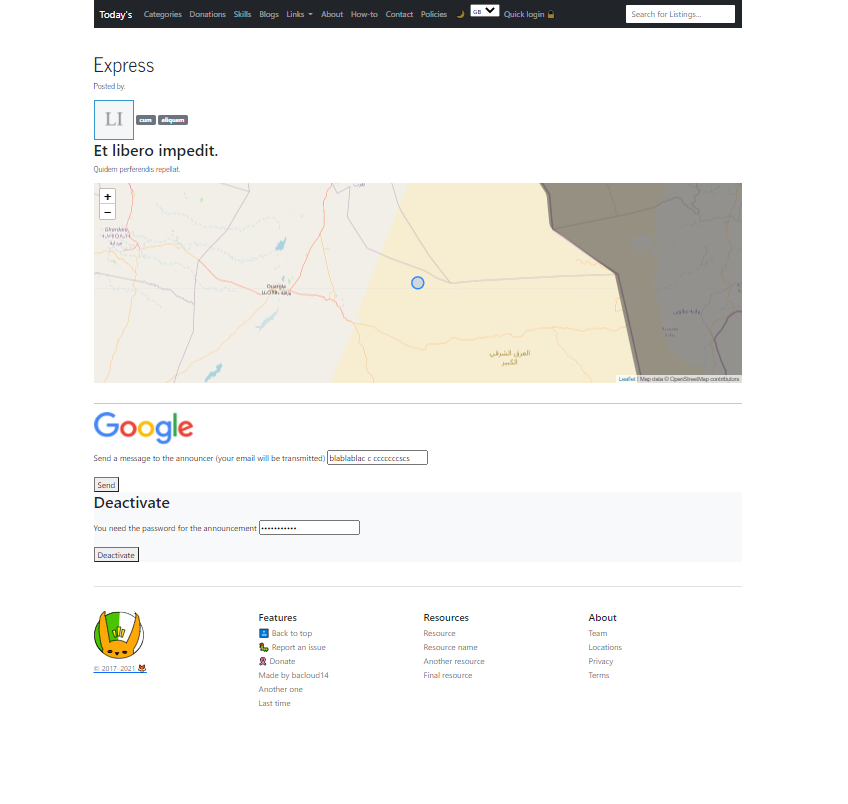 Today's Categories Donations Skills Blogs Links About How-to Contact Policies GB Quick login Search for Listings...
Express
Posted by:
LI cum aliquam
Et libero impedit.
Quidem perferendis repellat.
+
−
Ghardaia
Ouargla
العرق الشرقي
الكبير
Leaflet | Map data © OpenStreetMap contributors
Google
Send a message to the announcer (your email will be transmitted) blablablac c cccccccscs
Send
Deactivate
You need the password for the announcement •••••••••••
Deactivate
© 2017-2021
Features
Back to top
Report an issue
Donate
Made by bacloud14
Another one
Last time
Resources
Resource
Resource name
Another resource
Final resource
About
Team
Locations
Privacy
Terms